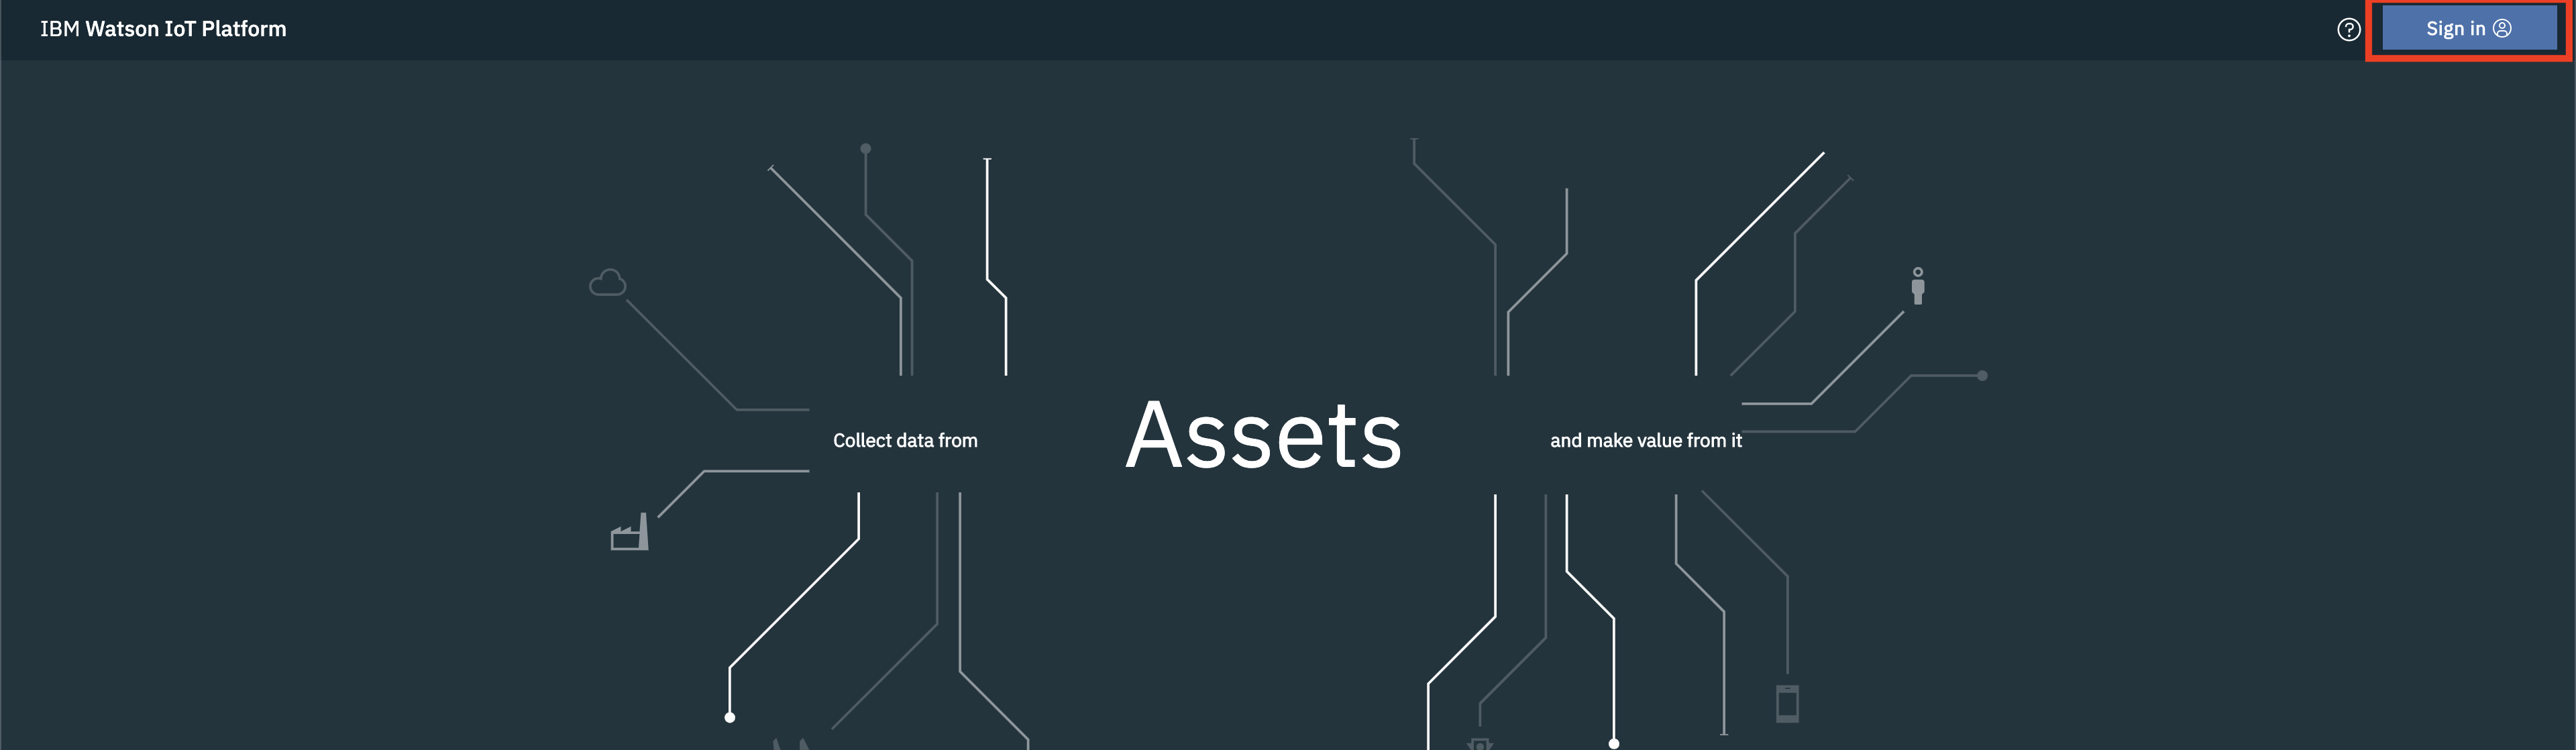 IBM Watson IoT Platform
Sign in
Collect data from
Assets
and make value from it